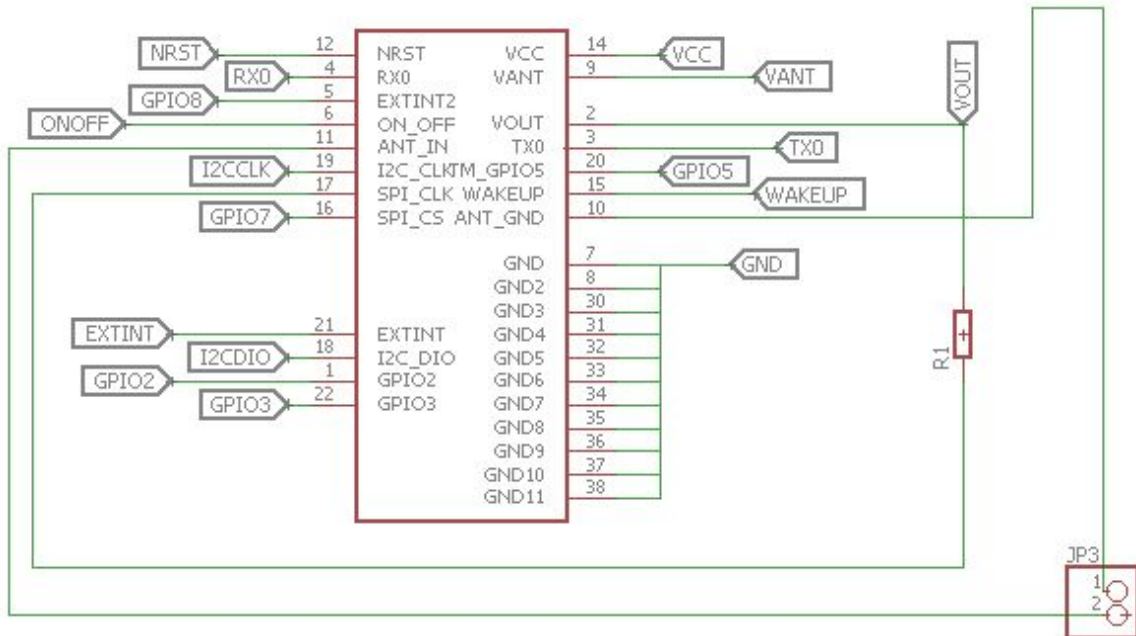 NRST 12 NRST VCC 14 VCC
RX0 4 RX0 VANT 9 VANT
GPIO8 5 EXTINT2
ONOFF 6 ON_OFF VOUT 2 VOUT
11 ANT_IN TX0 3 TX0
I2CCLK 19 I2C_CLKTM_GPIO5 20 GPIO5
17 SPI_CLK WAKEUP 15 WAKEUP
GPIO7 16 SPI_CS ANT_GND 10
GND 7 GND
GND2 8
GND3 30
EXTINT 21 EXTINT GND4 31
I2CDIO 18 I2C_DIO GND5 32
GPIO2 1 GPIO2 GND6 33
GPIO3 22 GPIO3 GND7 34
GND8 35
GND9 36
GND10 37
GND11 38
R1
JP3
1
2